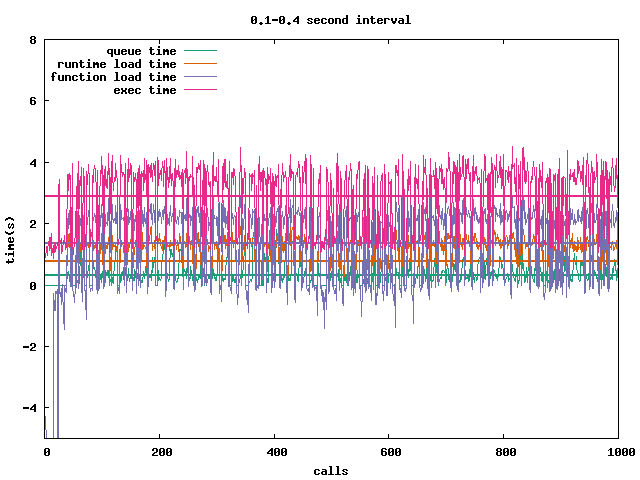 0.1-0.4 second interval
queue time
runtime load time
function load time
exec time
8
6
4
2
0
-2
-4
time(s)
0 200 400 600 800 1000
calls